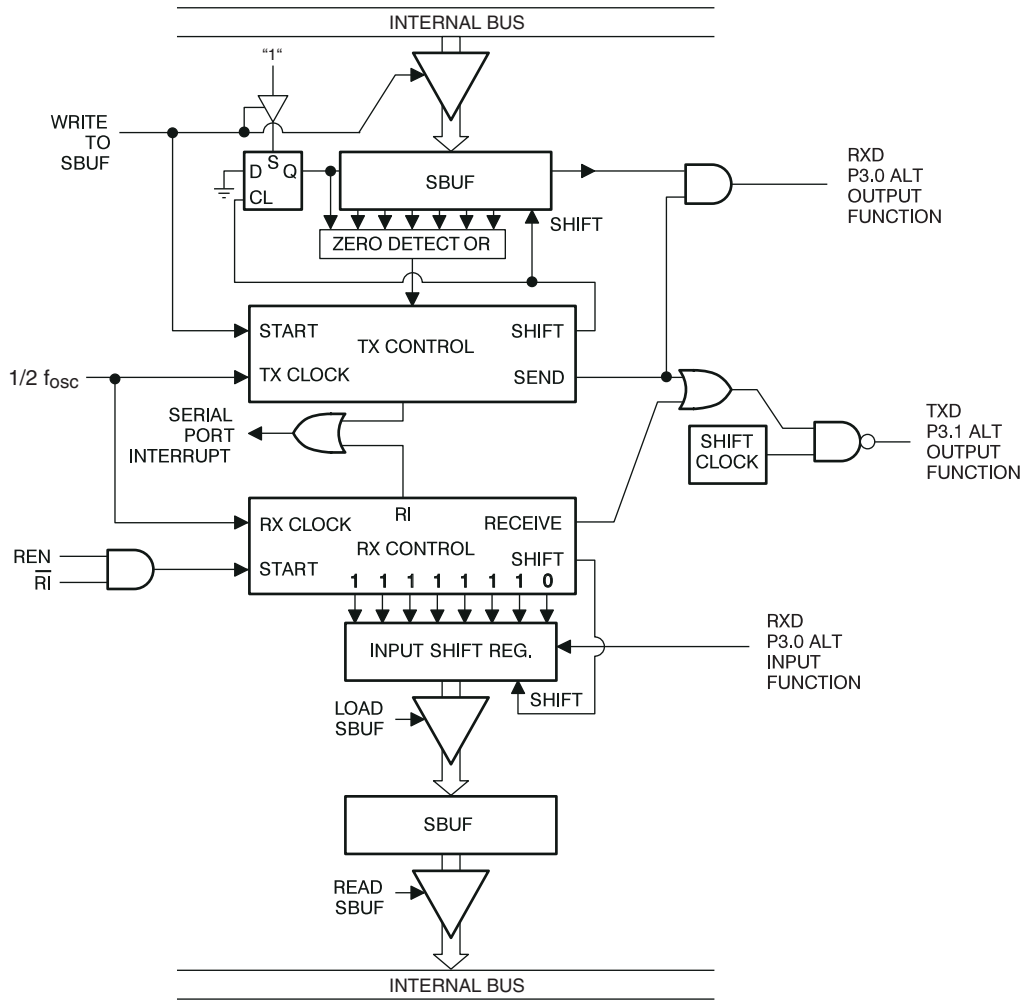 INTERNAL BUS
"1"
WRITE
TO
SBUF
D S Q
CL
SBUF
SHIFT
ZERO DETECT OR
RXD
P3.0 ALT
OUTPUT
FUNCTION
START
SHIFT
TX CONTROL
TX CLOCK
SEND
1/2 fosc
SERIAL
PORT
INTERRUPT
SHIFT
CLOCK
TXD
P3.1 ALT
OUTPUT
FUNCTION
RI
RX CLOCK
RECEIVE
RX CONTROL
SHIFT
START
1 1 1 1 1 1 1 0
REN
R̅I̅
INPUT SHIFT REG.
RXD
P3.0 ALT
INPUT
FUNCTION
SHIFT
LOAD
SBUF
SBUF
READ
SBUF
INTERNAL BUS